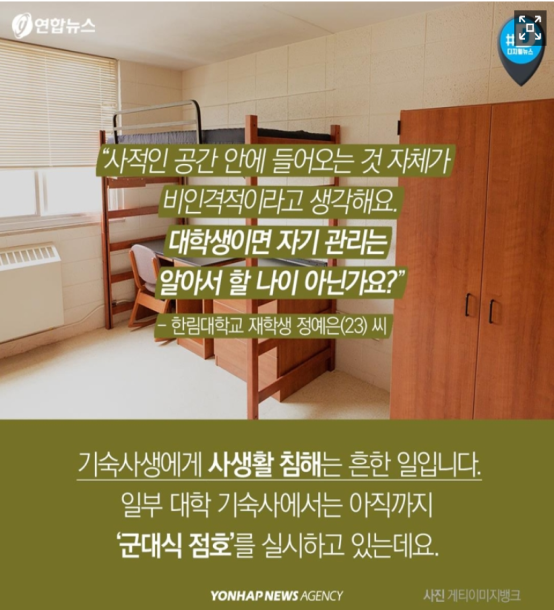 연합뉴스
디지털뉴스
“사적인 공간 안에 들어오는 것 자체가
비인격적이라고 생각해요.
대학생이면 자기 관리는
알아서 할 나이 아닌가요?”
– 한림대학교 재학생 정예은(23) 씨
기숙사생에게 사생활 침해는 흔한 일입니다.
일부 대학 기숙사에서는 아직까지
‘군대식 점호’를 실시하고 있는데요.
YONHAP NEWS AGENCY
사진 게티이미지뱅크